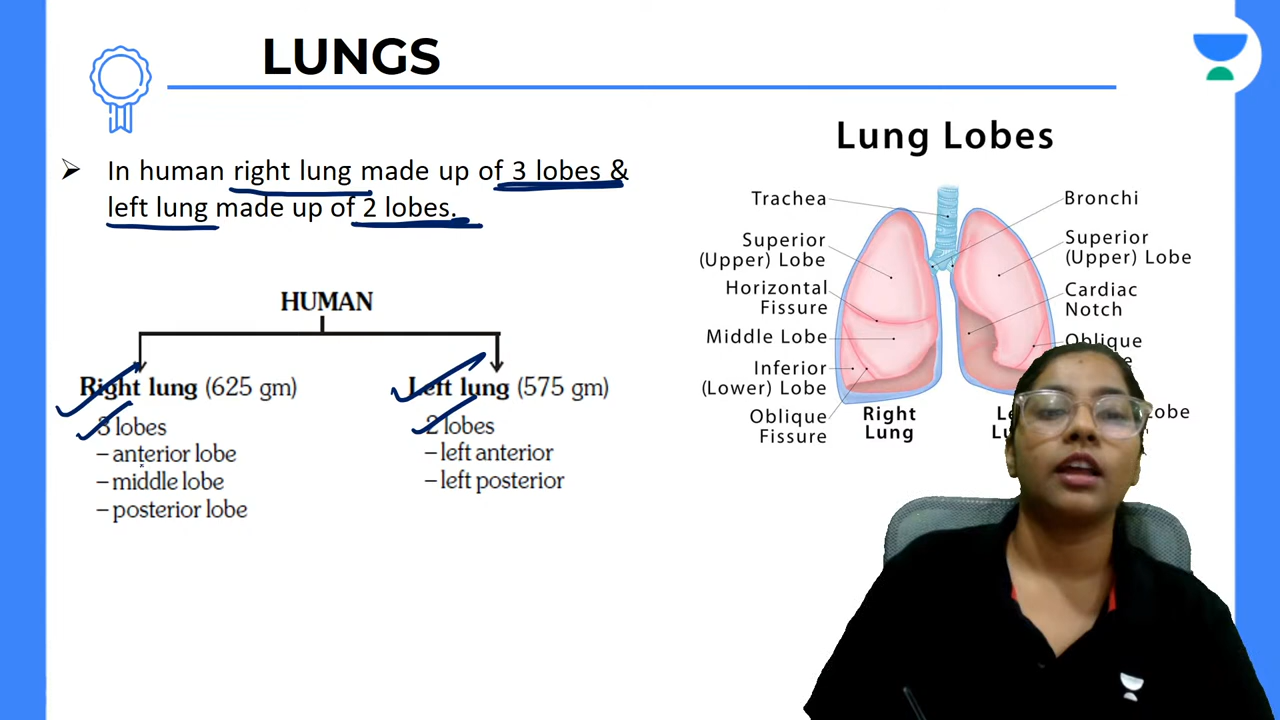 LUNGS
In human right lung made up of 3 lobes &
left lung made up of 2 lobes.
HUMAN
Right lung (625 gm)
3 lobes
– anterior lobe
– middle lobe
– posterior lobe
Left lung (575 gm)
2 lobes
– left anterior
– left posterior
Lung Lobes
Trachea
Superior
(Upper) Lobe
Horizontal
Fissure
Middle Lobe
Inferior
(Lower) Lobe
Oblique
Fissure
Right
Lung
Bronchi
Superior
(Upper) Lobe
Cardiac
Notch
Oblique
Lobe